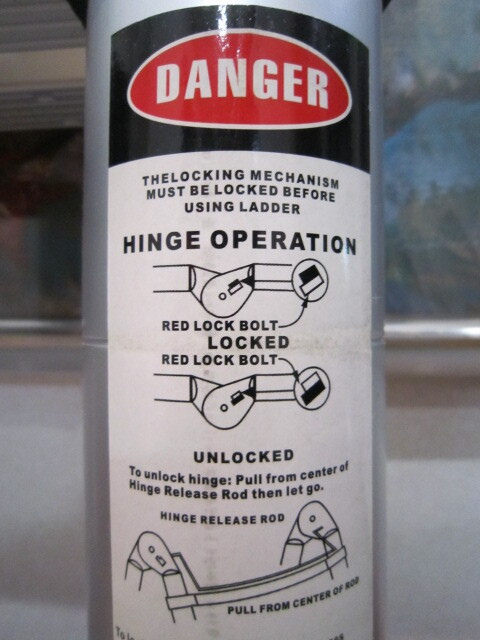 DANGER
THELOCKING MECHANISM
MUST BE LOCKED BEFORE
USING LADDER
HINGE OPERATION
RED LOCK BOLT
LOCKED
RED LOCK BOLT
UNLOCKED
To unlock hinge: Pull from center of
Hinge Release Rod then let go.
HINGE RELEASE ROD
PULL FROM CENTER OF ROD
To